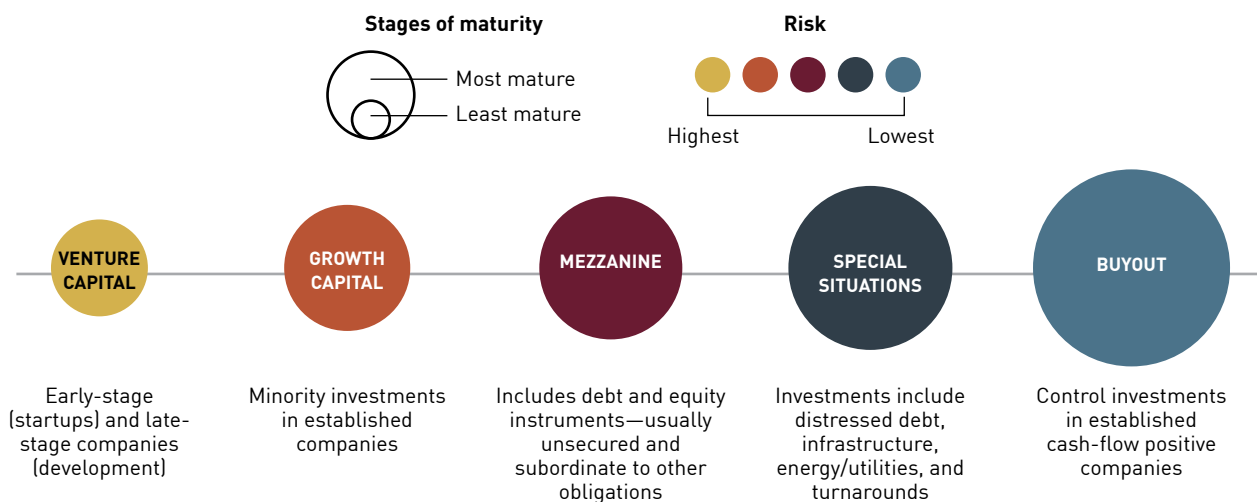 Stages of maturity
Risk
Most mature
Least mature
Highest
Lowest
VENTURE
CAPITAL
GROWTH
CAPITAL
MEZZANINE
SPECIAL
SITUATIONS
BUYOUT
Early-stage
(startups) and late-
stage companies
(development)
Minority investments
in established
companies
Includes debt and equity
instruments—usually
unsecured and
subordinate to other
obligations
Investments include
distressed debt,
infrastructure,
energy/utilities, and
turnarounds
Control investments
in established
cash-flow positive
companies